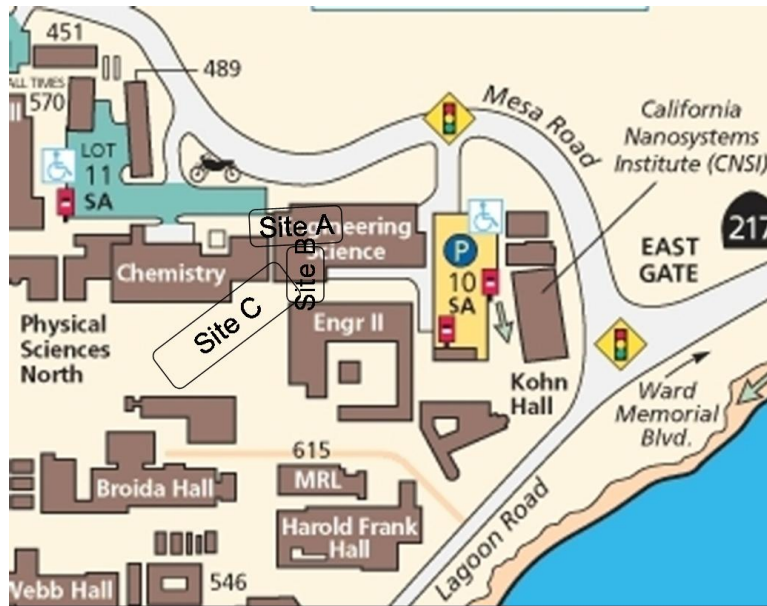 451
489
ALL TIMES
570
LOT
11
SA
Mesa Road
California
Nanosystems
Institute (CNSI)
217
EAST
GATE
Site A
Site B
Site C
Science
Chemistry
P
10
SA
Engr II
Physical
Sciences
North
Kohn
Hall
Ward
Memorial
Blvd.
615
Broida Hall
MRL
Harold Frank
Hall
Lagoon Road
Webb Hall
546